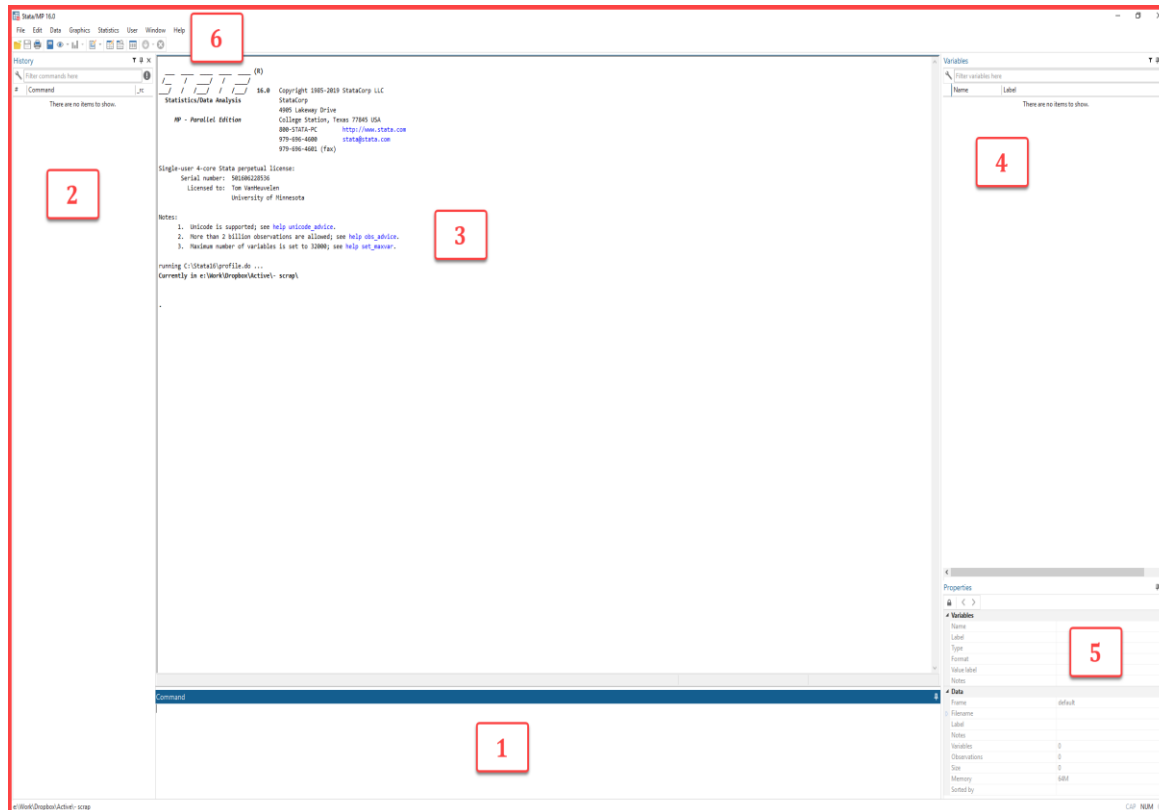 Stata/MP 16.0
File Edit Data Graphics Statistics User Window Help
6
History
Filter commands here
# Command _rc
There are no items to show.
2
(R)
16.0 Copyright 1985-2019 StataCorp LLC
Statistics/Data Analysis StataCorp
4905 Lakeway Drive
MP - Parallel Edition College Station, Texas 77845 USA
800-STATA-PC http://www.stata.com
979-696-4600 stata@stata.com
979-696-4601 (fax)
Single-user 4-core Stata perpetual license:
Serial number: 501606228536
Licensed to: Tom VanHeuvelen
University of Minnesota
Notes:
1. Unicode is supported; see help unicode_advice.
2. More than 2 billion observations are allowed; see help obs_advice.
3. Maximum number of variables is set to 32000; see help set_maxvar.
running C:\Stata16\profile.do ...
Currently in e:\Work\Dropbox\Active\- scrap\
.
3
Command
1
Variables
Filter variables here
Name Label
There are no items to show.
4
Properties
Variables
Name
Label
Type
Format
Value label
Notes
5
Data
Frame default
Filename
Label
Notes
Variables 0
Observations 0
Size 0
Memory 64M
Sorted by
e:\Work\Dropbox\Active\- scrap
CAP NUM